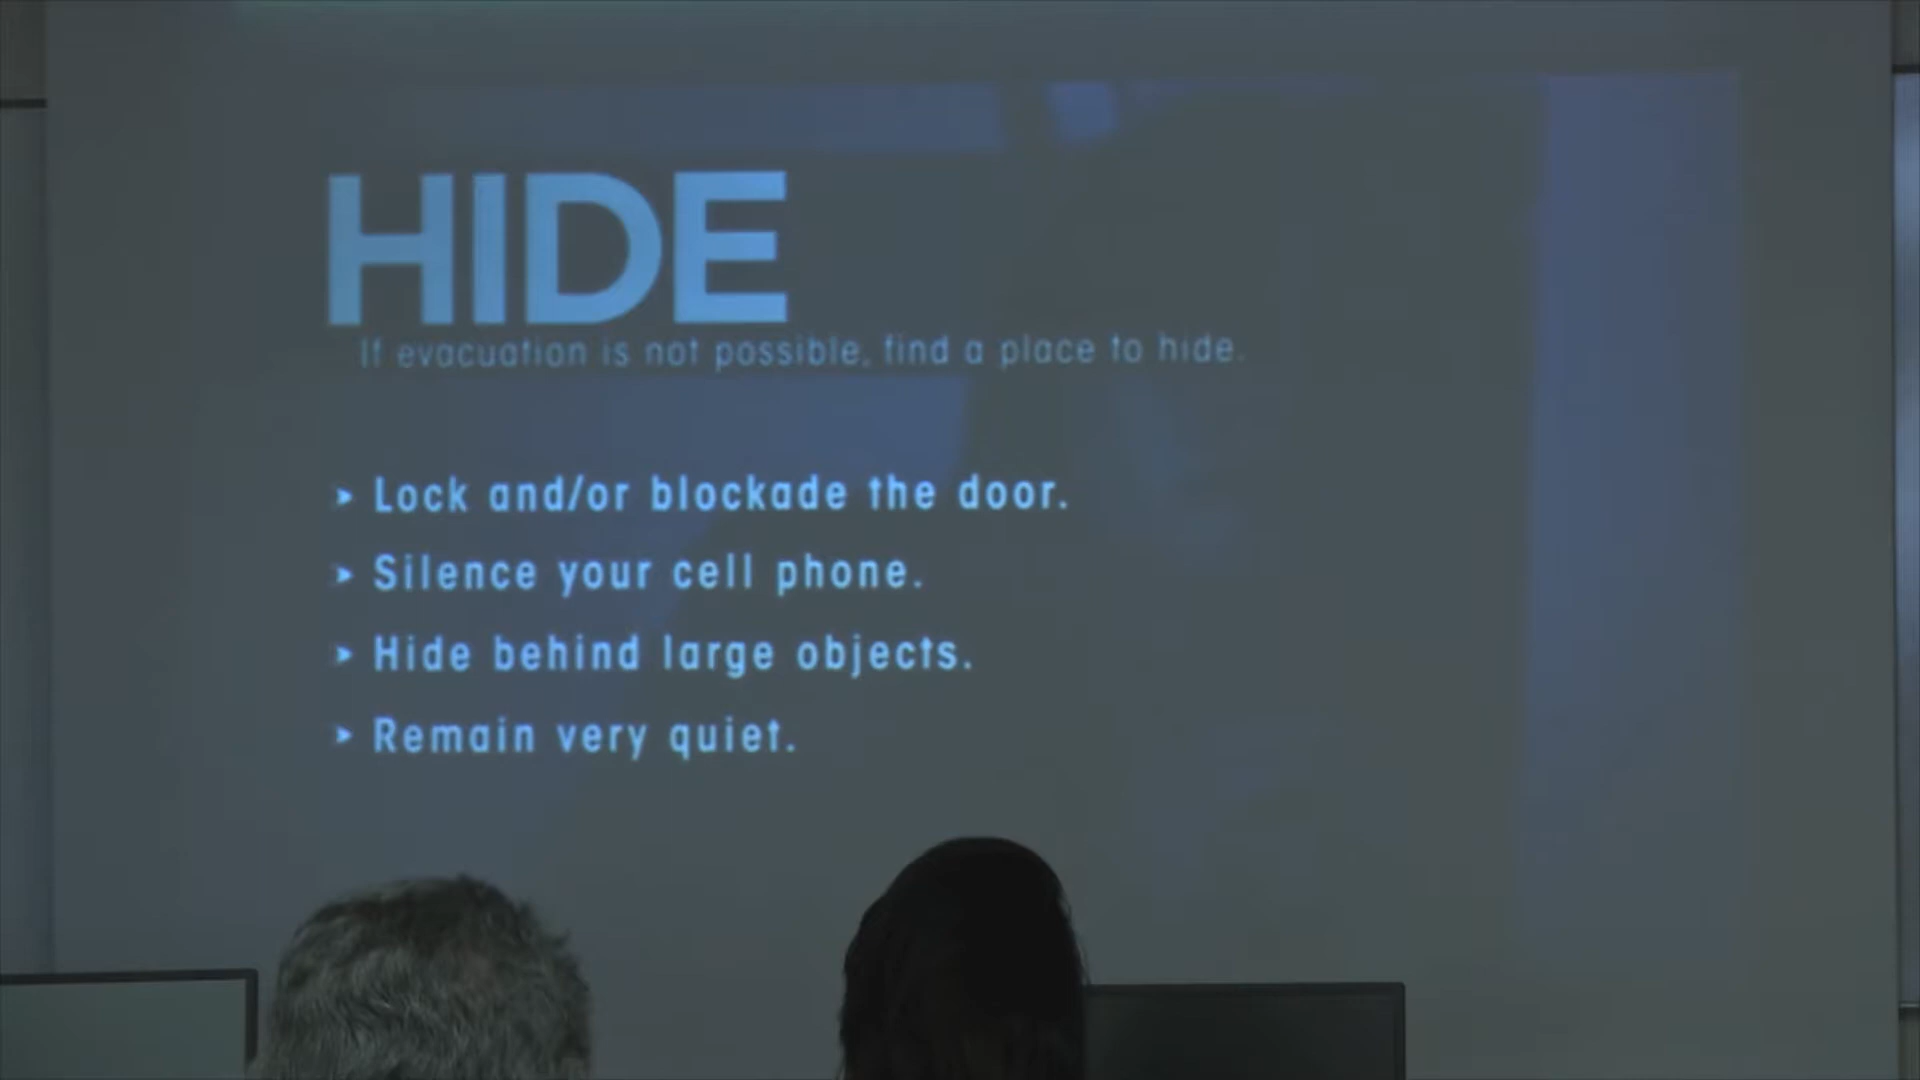 HIDE
If evacuation is not possible, find a place to hide.
➤ Lock and/or blockade the door.
➤ Silence your cell phone.
➤ Hide behind large objects.
➤ Remain very quiet.